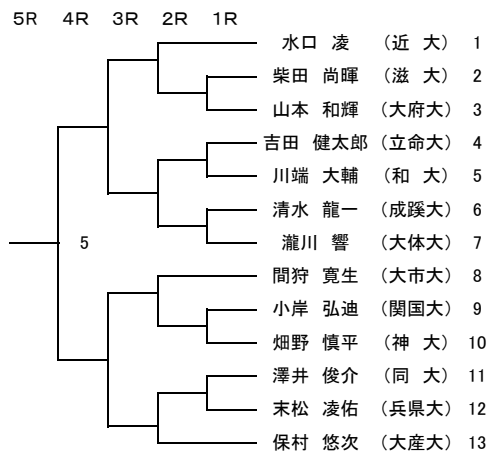 5R 4R 3R 2R 1R
水口 凌 （近 大） 1
柴田 尚暉 （滋 大） 2
山本 和輝 （大府大） 3
吉田 健太郎 （立命大） 4
川端 大輔 （和 大） 5
清水 龍一 （成蹊大） 6
瀧川 響 （大体大） 7
5
間狩 寛生 （大市大） 8
小岸 弘迪 （関国大） 9
畑野 慎平 （神 大） 10
澤井 俊介 （同 大） 11
末松 凌佑 （兵県大） 12
保村 悠次 （大産大） 13